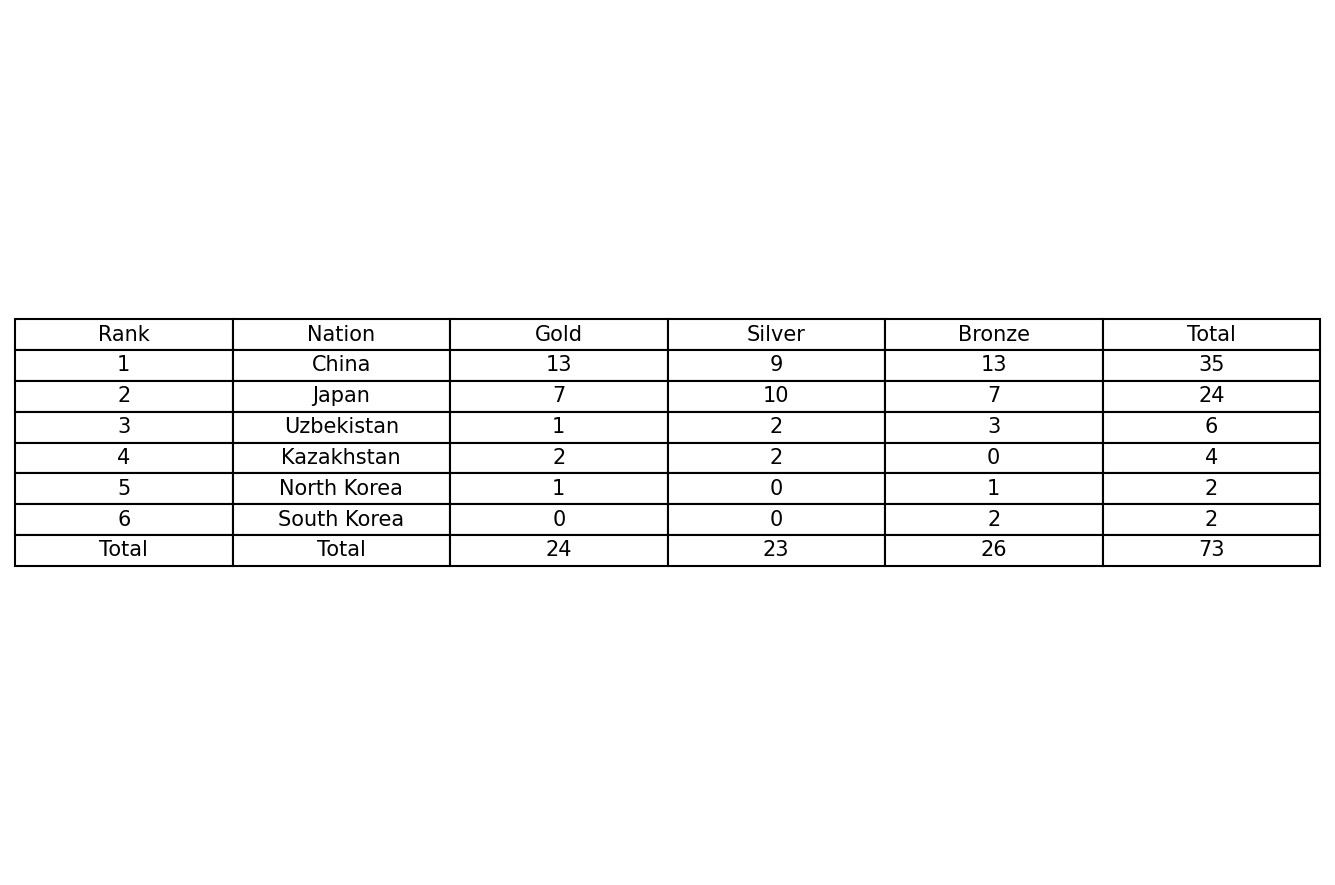 Rank Nation Gold Silver Bronze Total
1 China 13 9 13 35
2 Japan 7 10 7 24
3 Uzbekistan 1 2 3 6
4 Kazakhstan 2 2 0 4
5 North Korea 1 0 1 2
6 South Korea 0 0 2 2
Total Total 24 23 26 73